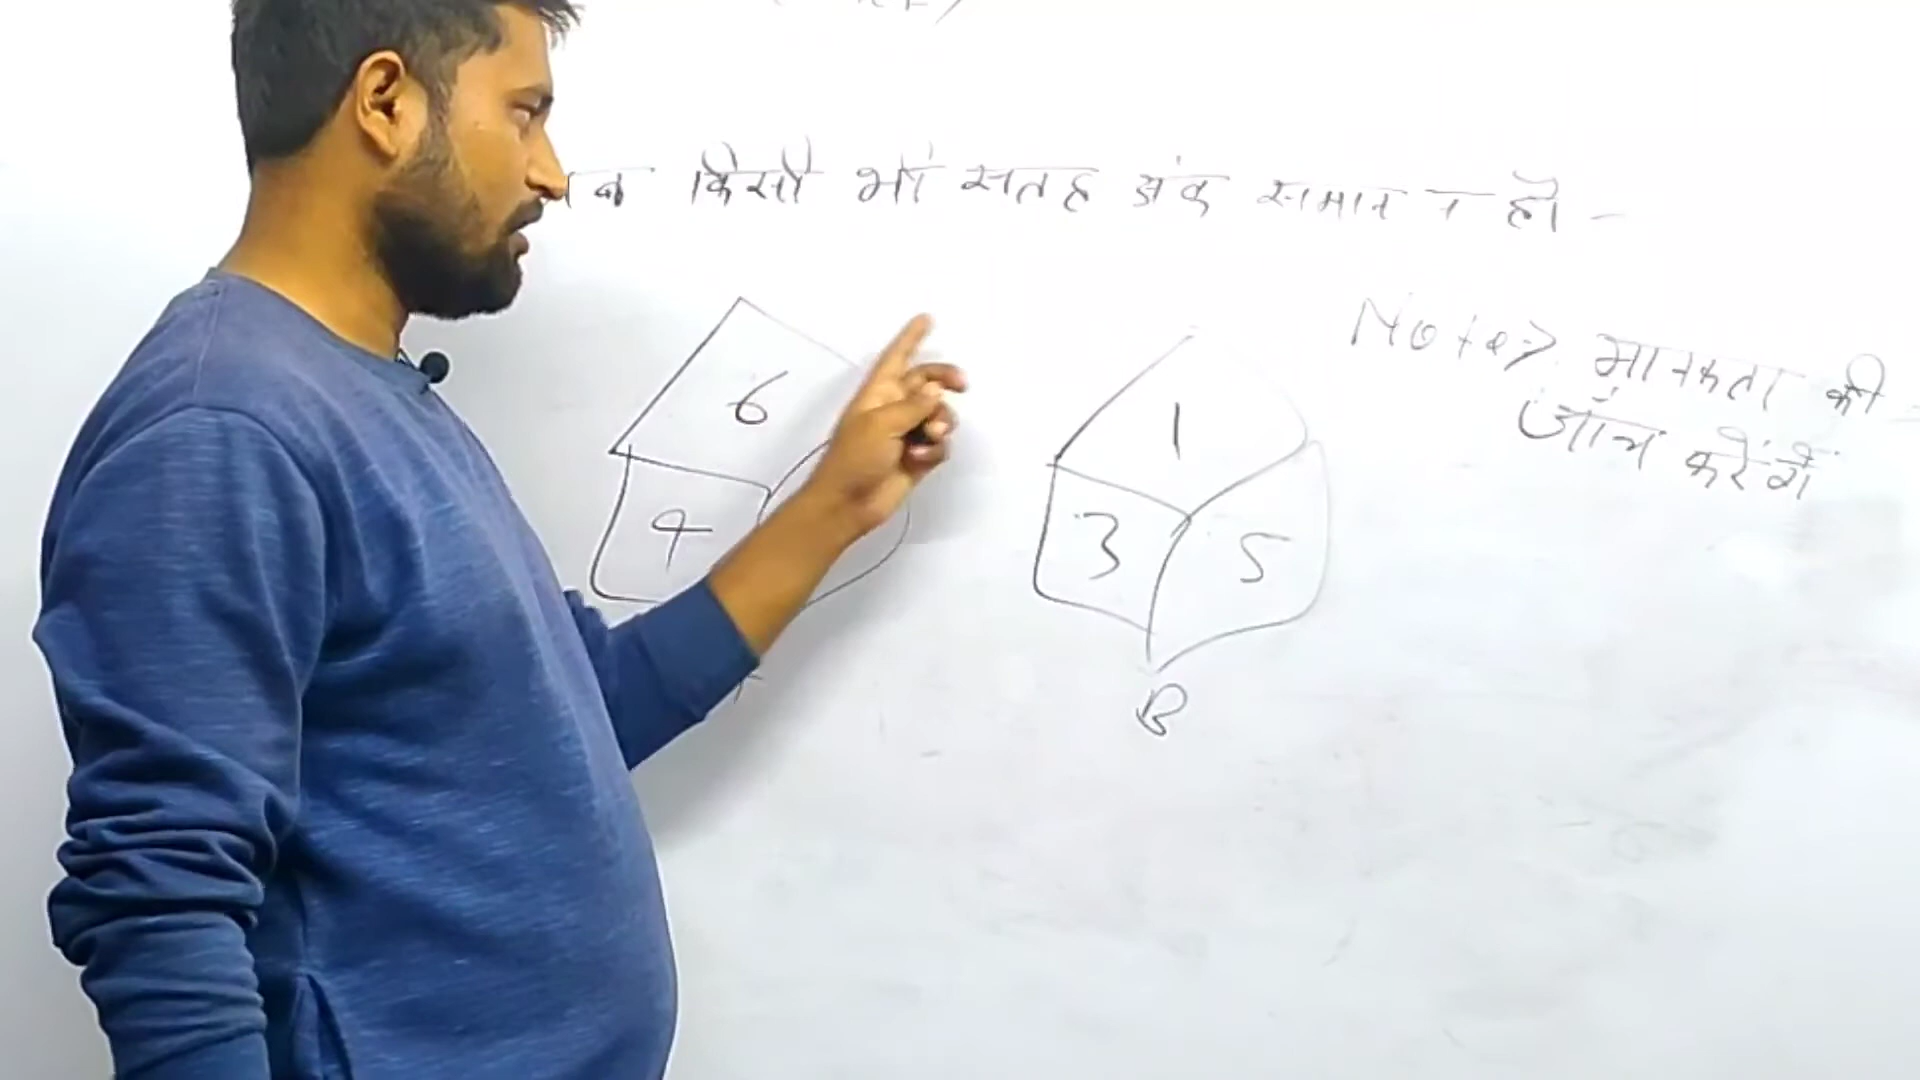 किसी भी सतह अंक समान न हो -
6
4
1
3
5
B
Note⇒ मानकता की
जाँच करेंगें